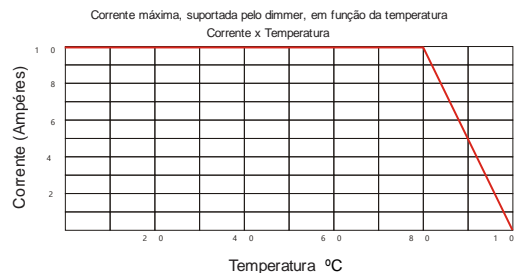 Corrente máxima, suportada pelo dimmer, em função da temperatura
Corrente x Temperatura
1 0
8
6
4
2
Corrente (Ampéres)
2 0
4 0
6 0
8 0
1 0
Temperatura ºC